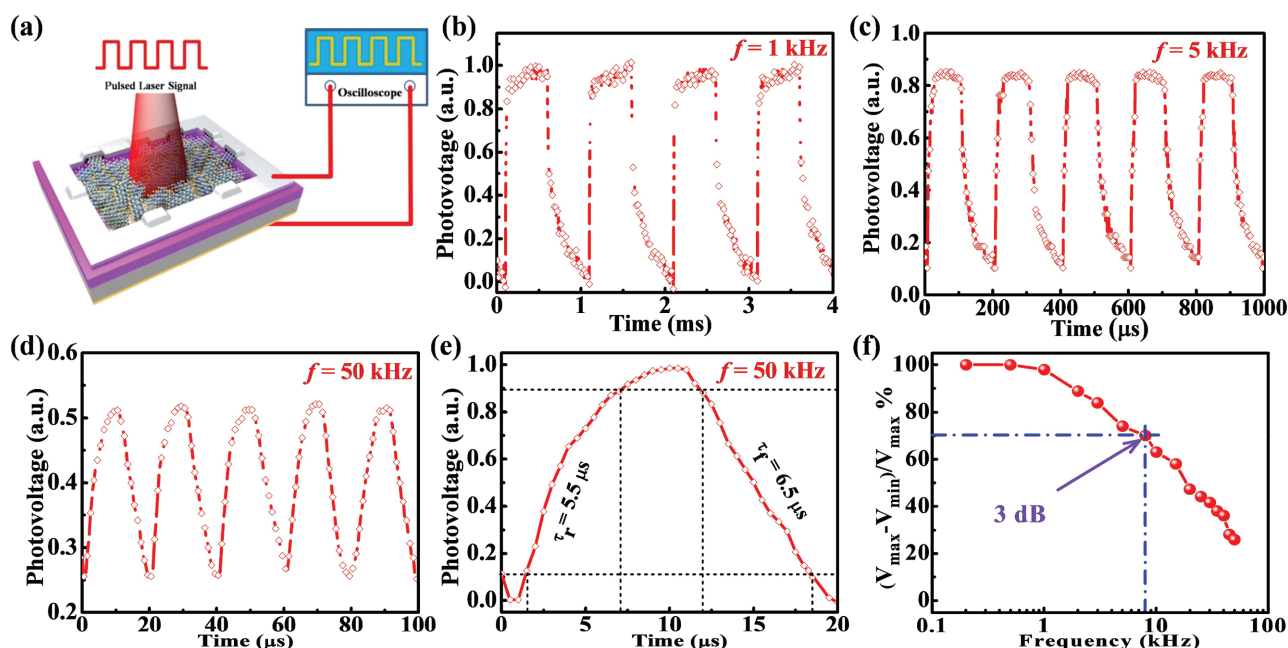 (a)
Pulsed Laser Signal
Oscilloscope
(b)
f = 1 kHz
Photovotage (a.u.)
1.0
0.8
0.6
0.4
0.2
0.0
0 1 2 3 4
Time (ms)
(c)
f = 5 kHz
Photovoltage (a.u.)
1.0
0.8
0.6
0.4
0.2
0.0
0 200 400 600 800 1000
Time (μs)
(d)
f = 50 kHz
Photovoltage (a.u.)
0.6
0.5
0.4
0.3
0.2
0 20 40 60 80 100
Time (μs)
(e)
f = 50 kHz
Photovoltage (a.u.)
1.0
0.8
0.6
0.4
0.2
0.0
τr = 5.5 μs
τf = 6.5 μs
0 5 10 15 20
Time (μs)
(f)
(Vmax-Vmin)/Vmax %
100
80
60
40
20
0
3 dB
0.1 1 10 100
Frequency (kHz)